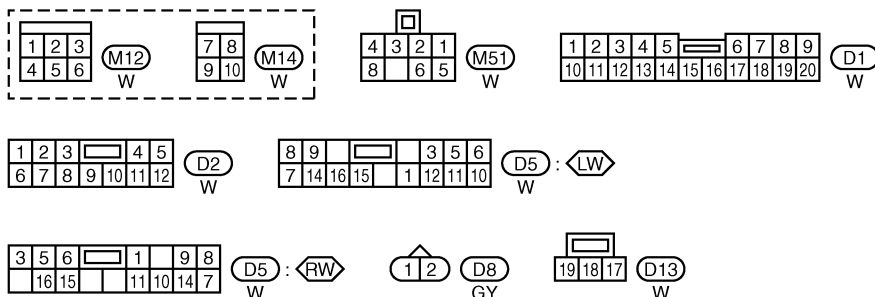 1 2 3 7 8 4 3 2 1 1 2 3 4 5 6 7 8 9
M12 M14 M51 D1
4 5 6 9 10 8 6 5 10 11 12 13 14 15 16 17 18 19 20
W W W W
1 2 3 4 5 8 9 3 5 6
D2 D5 : LW
6 7 8 9 10 11 12 7 14 16 15 1 12 11 10
W W
3 5 6 1 9 8
D5 : RW 1 2 D8 19 18 17 D13
16 15 11 10 14 7
W GY W